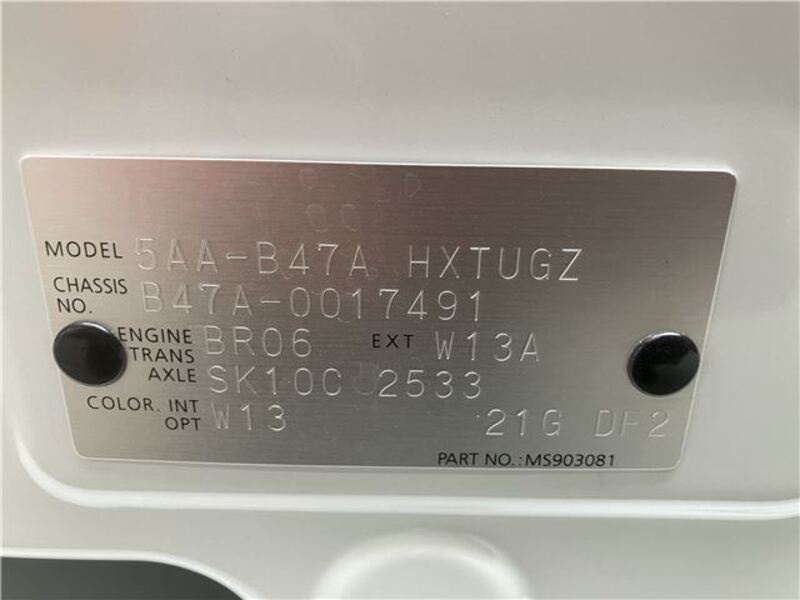 MODEL 5AA-B47A HXTUGZ
CHASSIS NO. B47A-0017491
ENGINE BR06 EXT W13A
TRANS AXLE SK10C 2533
COLOR. INT OPT W13 21G DF2
PART NO.: MS903081